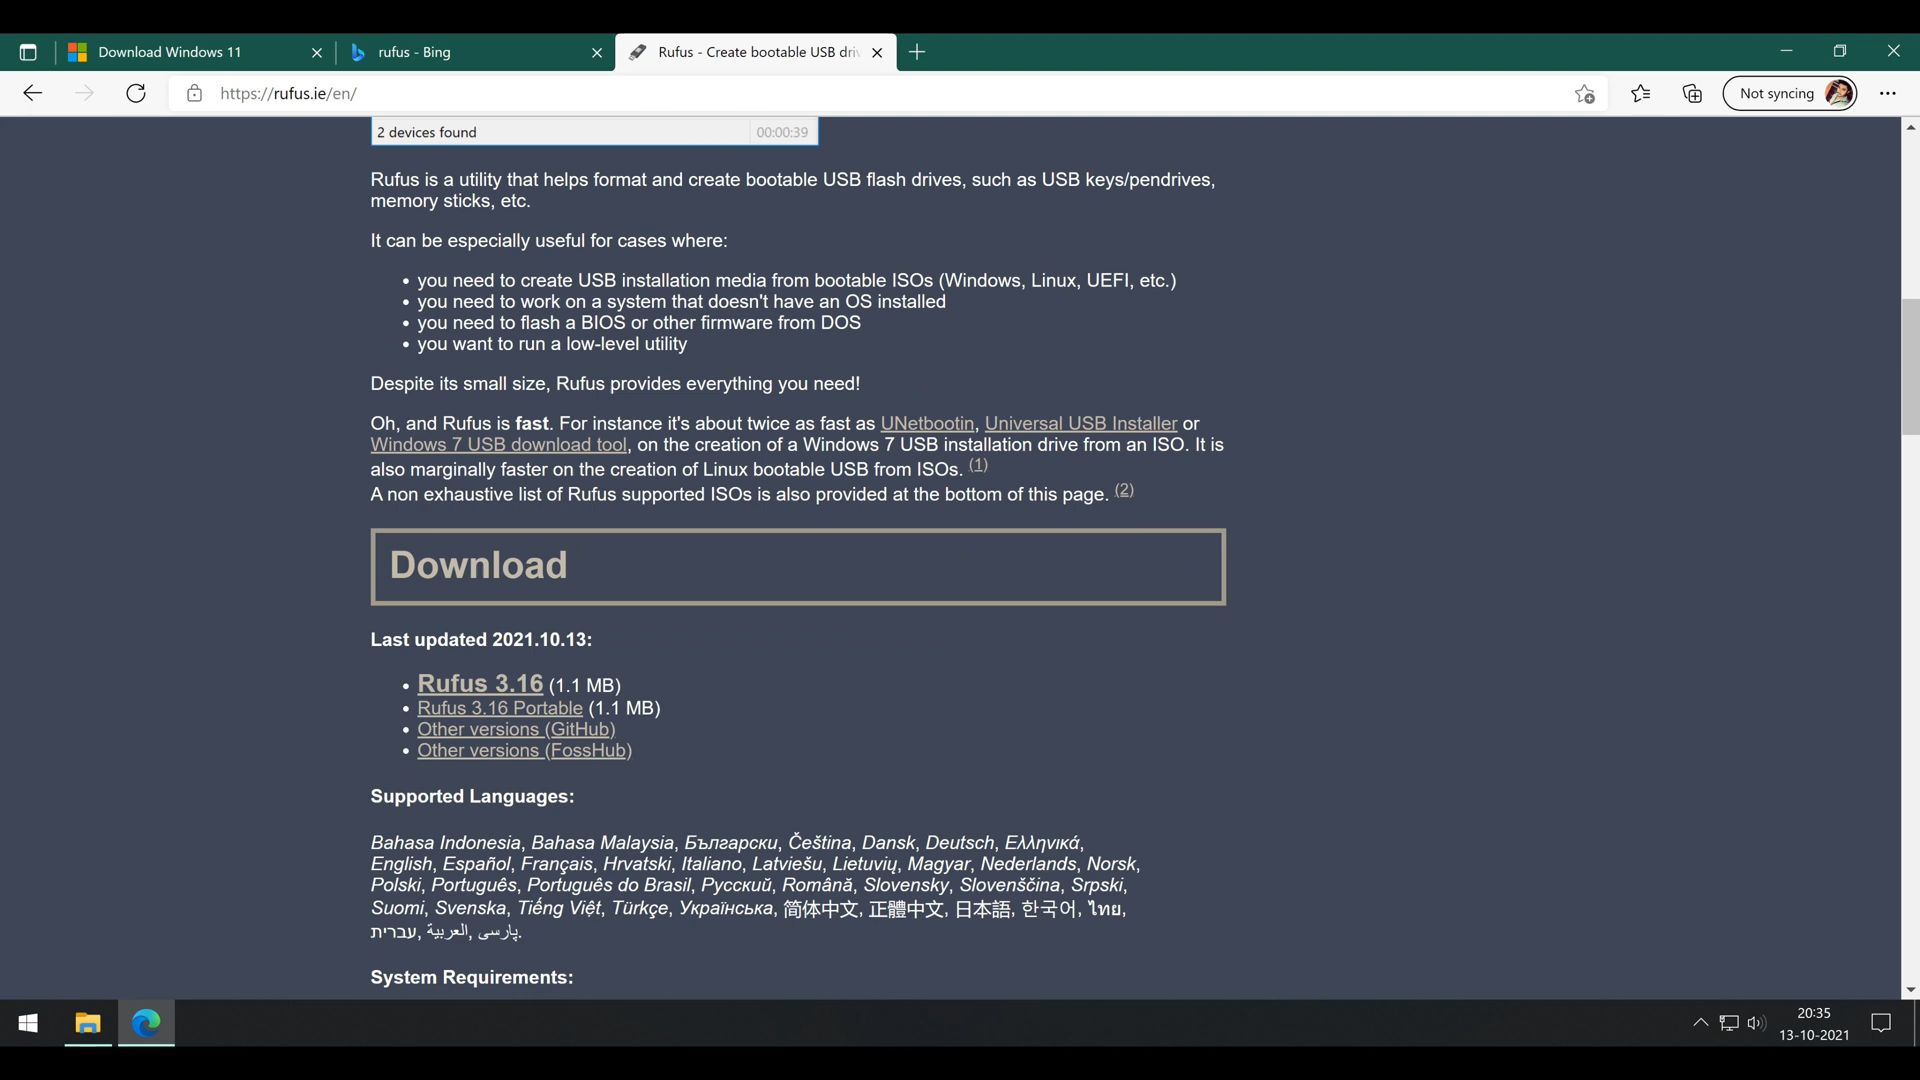 Download Windows 11
rufus - Bing
Rufus - Create bootable USB driv
https://rufus.ie/en/
Not syncing
2 devices found 00:00:39
Rufus is a utility that helps format and create bootable USB flash drives, such as USB keys/pendrives,
memory sticks, etc.
It can be especially useful for cases where:
• you need to create USB installation media from bootable ISOs (Windows, Linux, UEFI, etc.)
• you need to work on a system that doesn't have an OS installed
• you need to flash a BIOS or other firmware from DOS
• you want to run a low-level utility
Despite its small size, Rufus provides everything you need!
Oh, and Rufus is fast. For instance it's about twice as fast as UNetbootin, Universal USB Installer or
Windows 7 USB download tool, on the creation of a Windows 7 USB installation drive from an ISO. It is
also marginally faster on the creation of Linux bootable USB from ISOs. (1)
A non exhaustive list of Rufus supported ISOs is also provided at the bottom of this page. (2)
Download
Last updated 2021.10.13:
• Rufus 3.16 (1.1 MB)
• Rufus 3.16 Portable (1.1 MB)
• Other versions (GitHub)
• Other versions (FossHub)
Supported Languages:
Bahasa Indonesia, Bahasa Malaysia, Български, Čeština, Dansk, Deutsch, Ελληνικά,
English, Español, Français, Hrvatski, Italiano, Latviešu, Lietuvių, Magyar, Nederlands, Norsk,
Polski, Português, Português do Brasil, Русский, Română, Slovensky, Slovenščina, Srpski,
Suomi, Svenska, Tiếng Việt, Türkçe, Українська, 简体中文, 正體中文, 日本語, 한국어, ไทย,
עברית, العربية, پارسی.
System Requirements:
20:35
13-10-2021